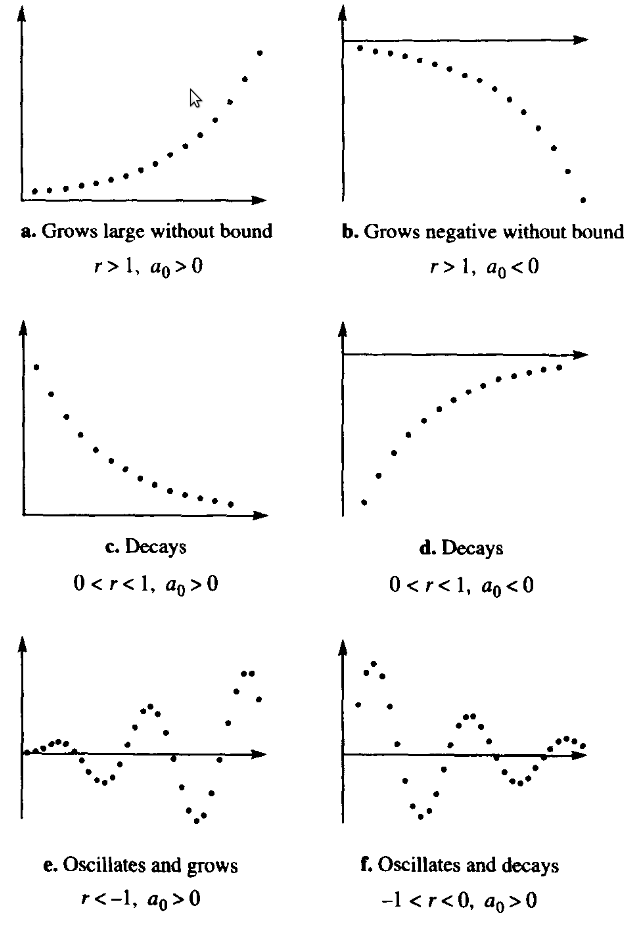 a. Grows large without bound
r > 1, a₀ > 0
b. Grows negative without bound
r > 1, a₀ < 0
c. Decays
0 < r < 1, a₀ > 0
d. Decays
0 < r < 1, a₀ < 0
e. Oscillates and grows
r < –1, a₀ > 0
f. Oscillates and decays
–1 < r < 0, a₀ > 0